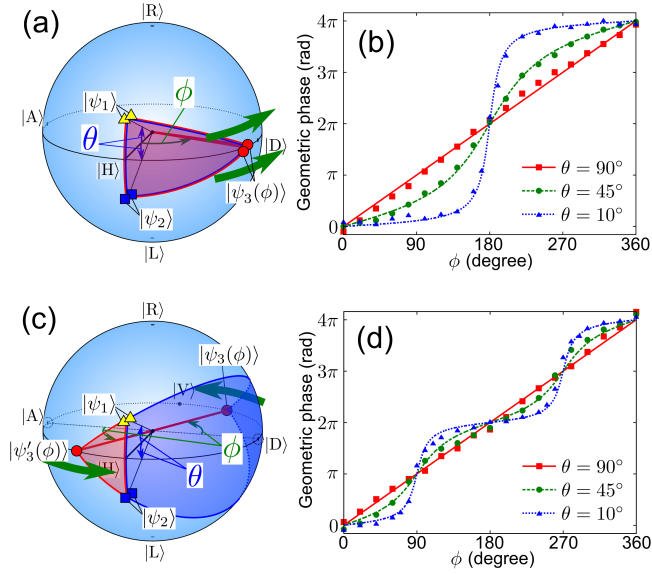 (a)
|R⟩
|ψ₁⟩
ϕ
|A⟩
θ
|D⟩
|H⟩
|ψ₃(ϕ)⟩
|ψ₂⟩
|L⟩
(b)
Geometric phase (rad)
4π
3π
2π
π
0
θ = 90°
θ = 45°
θ = 10°
0 90 180 270 360
ϕ (degree)
(c)
|R⟩
|ψ₃(ϕ)⟩
|ψ₁⟩
|V⟩
|A⟩
|ψ′₃(ϕ)⟩
ϕ
|D⟩
|H⟩
θ
|ψ₂⟩
|L⟩
(d)
Geometric phase (rad)
4π
3π
2π
π
0
θ = 90°
θ = 45°
θ = 10°
0 90 180 270 360
ϕ (degree)